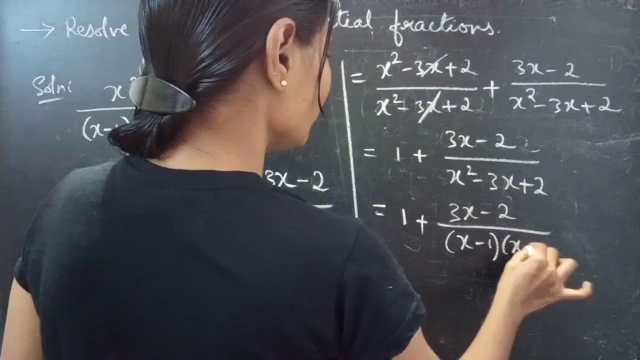 → Resolve tial fractions.
Soln: x²
(x-
3x-2
= x²-3x+2/x²-3x+2 + 3x-2/x²-3x+2
= 1 + 3x-2/x²-3x+2
= 1 + 3x-2/(x-1)(x